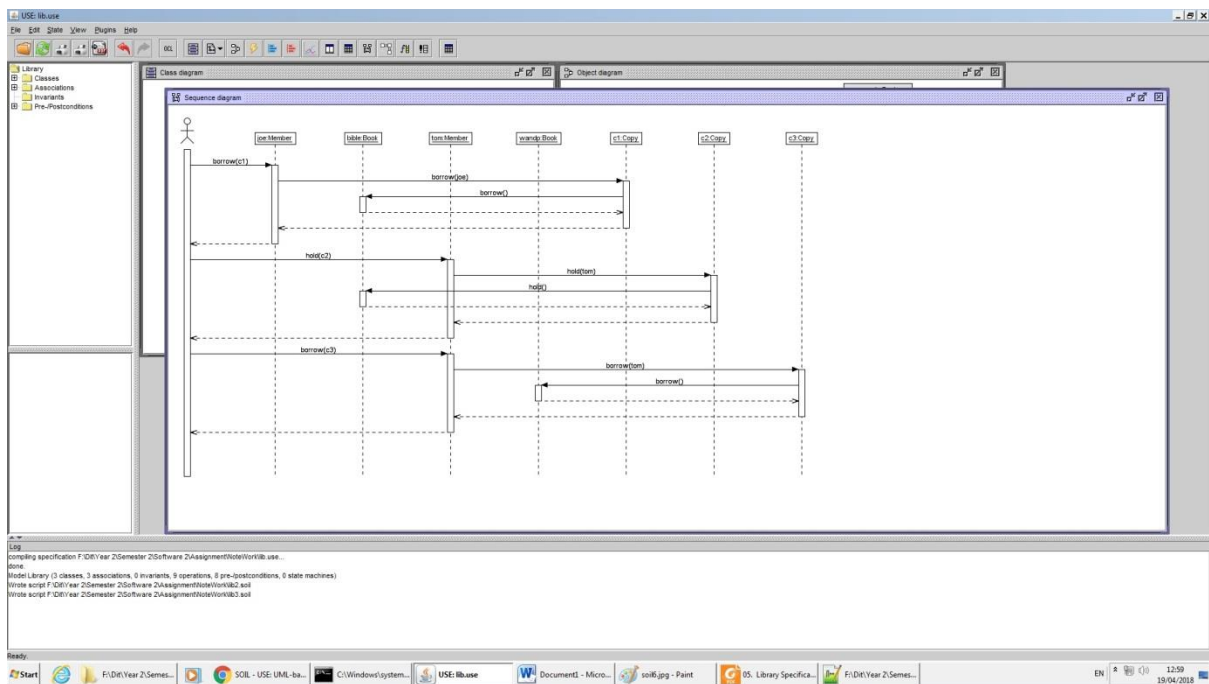 USE: lib.use
File Edit State View Plugins Help
OCL
Library
Classes
Associations
Invariants
Pre-/Postconditions
Class diagram
Object diagram
Sequence diagram
joe:Member bible:Book tom:Member wandp:Book c1:Copy c2:Copy c3:Copy
borrow(c1)
borrow(joe)
borrow()
hold(c2)
hold(tom)
hold()
borrow(c3)
borrow(tom)
borrow()
Log
compiling specification F:\Dit\Year 2\Semester 2\Software 2\Assignment\NoteWork\lib.use...
done.
Model Library (3 classes, 3 associations, 0 invariants, 9 operations, 8 pre-/postconditions, 0 state machines)
Wrote script F:\Dit\Year 2\Semester 2\Software 2\Assignment\NoteWork\lib2.soil
Wrote script F:\Dit\Year 2\Semester 2\Software 2\Assignment\NoteWork\lib3.soil
Ready.
Start F:\Dit\Year 2\Semes... SOIL - USE: UML-ba... C:\Windows\system... USE: lib.use Document1 - Micro... soil6.jpg - Paint 05. Library Specifica... F:\Dit\Year 2\Semes... EN 12:59
19/04/2018